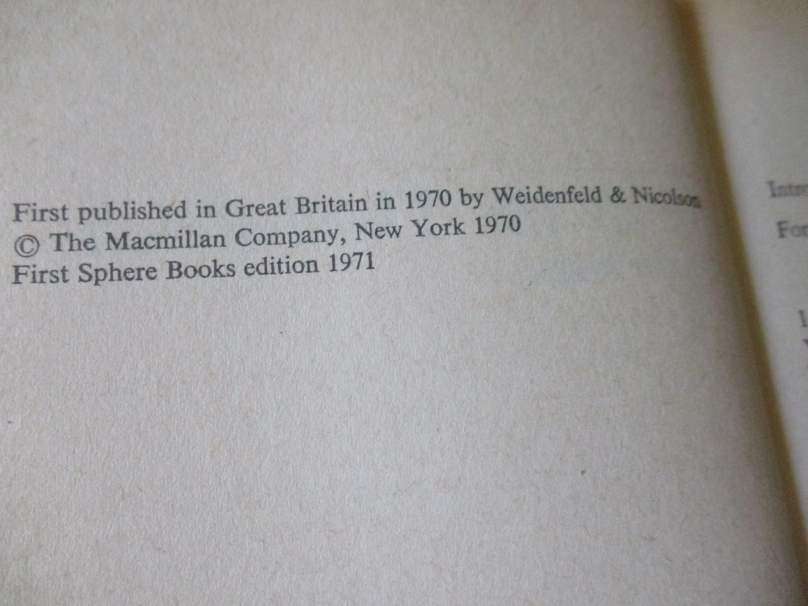 First published in Great Britain in 1970 by Weidenfeld & Nicolson
© The Macmillan Company, New York 1970
First Sphere Books edition 1971